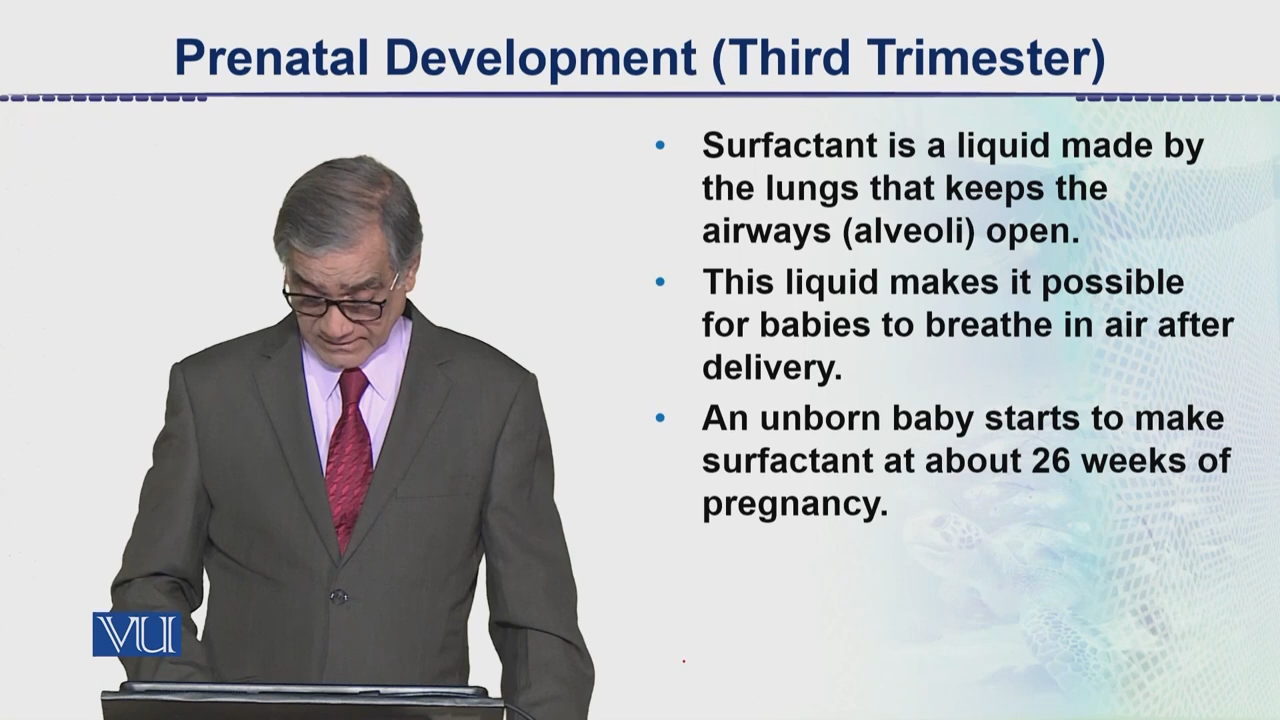 Prenatal Development (Third Trimester)
• Surfactant is a liquid made by
the lungs that keeps the
airways (alveoli) open.
• This liquid makes it possible
for babies to breathe in air after
delivery.
• An unborn baby starts to make
surfactant at about 26 weeks of
pregnancy.
VU